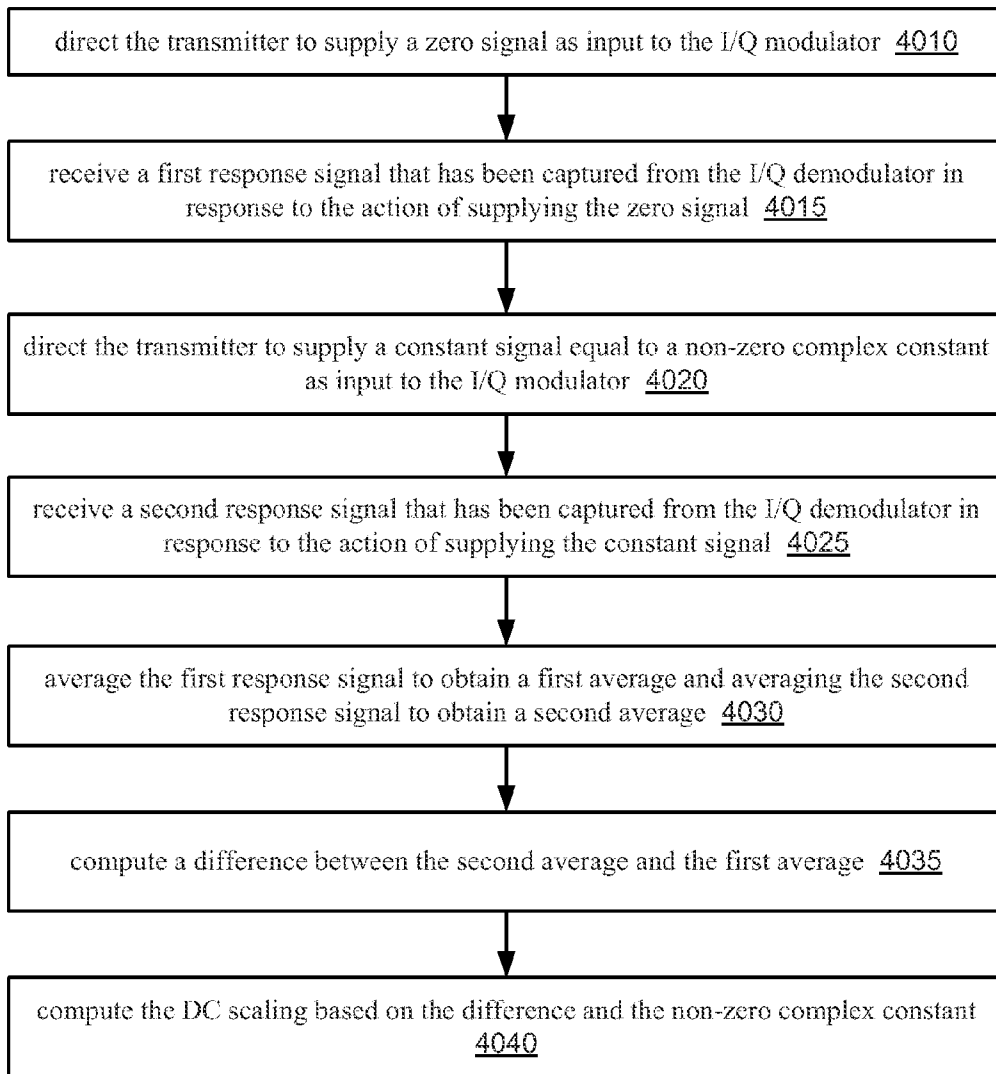 direct the transmitter to supply a zero signal as input to the I/Q modulator 4010
receive a first response signal that has been captured from the I/Q demodulator in
response to the action of supplying the zero signal 4015
direct the transmitter to supply a constant signal equal to a non-zero complex constant
as input to the I/Q modulator 4020
receive a second response signal that has been captured from the I/Q demodulator in
response to the action of supplying the constant signal 4025
average the first response signal to obtain a first average and averaging the second
response signal to obtain a second average 4030
compute a difference between the second average and the first average 4035
compute the DC scaling based on the difference and the non-zero complex constant
4040